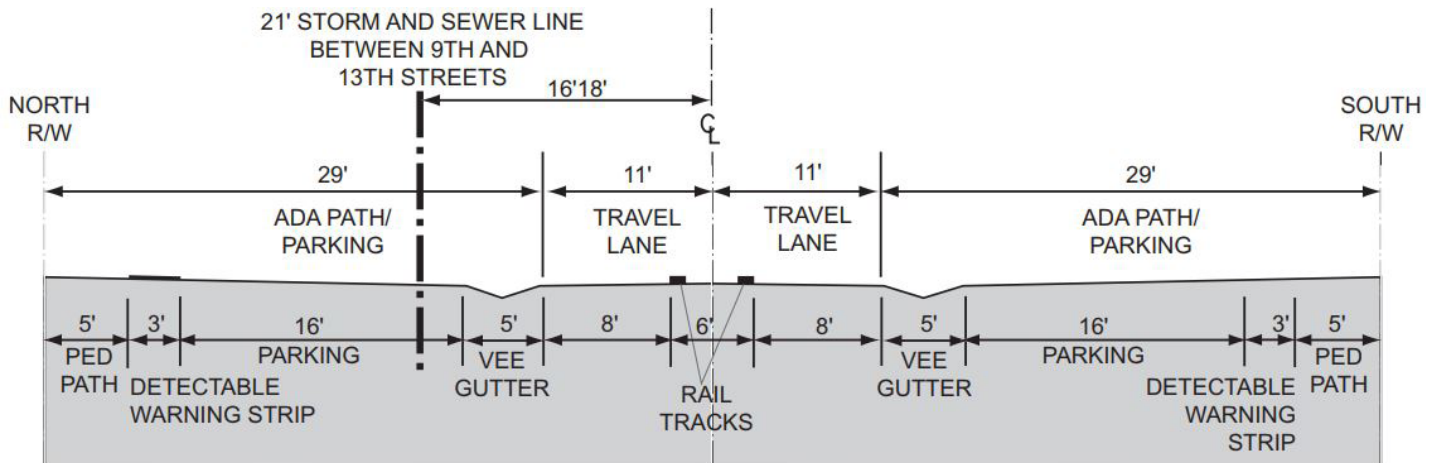 21' STORM AND SEWER LINE
BETWEEN 9TH AND
13TH STREETS
16'18'
NORTH
R/W
℄
SOUTH
R/W
29'
11'
11'
29'
ADA PATH/
PARKING
TRAVEL
LANE
TRAVEL
LANE
ADA PATH/
PARKING
5'
PED
PATH
3'
DETECTABLE
WARNING STRIP
16'
PARKING
5'
VEE
GUTTER
8'
6'
RAIL
TRACKS
8'
5'
VEE
GUTTER
16'
PARKING
3'
DETECTABLE
WARNING
STRIP
5'
PED
PATH